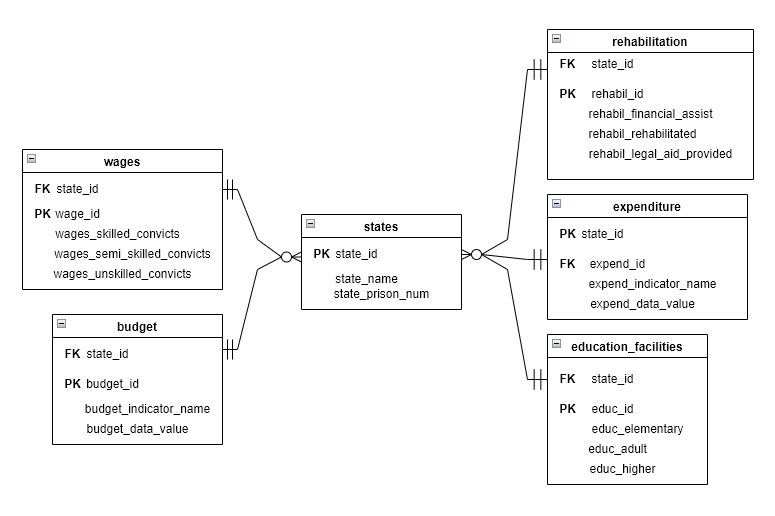 rehabilitation
FK state_id
PK rehabil_id
rehabil_financial_assist
rehabil_rehabilitated
rehabil_legal_aid_provided
wages
FK state_id
PK wage_id
wages_skilled_convicts
wages_semi_skilled_convicts
wages_unskilled_convicts
states
PK state_id
state_name
state_prison_num
expenditure
PK state_id
FK expend_id
expend_indicator_name
expend_data_value
budget
FK state_id
PK budget_id
budget_indicator_name
budget_data_value
education_facilities
FK state_id
PK educ_id
educ_elementary
educ_adult
educ_higher